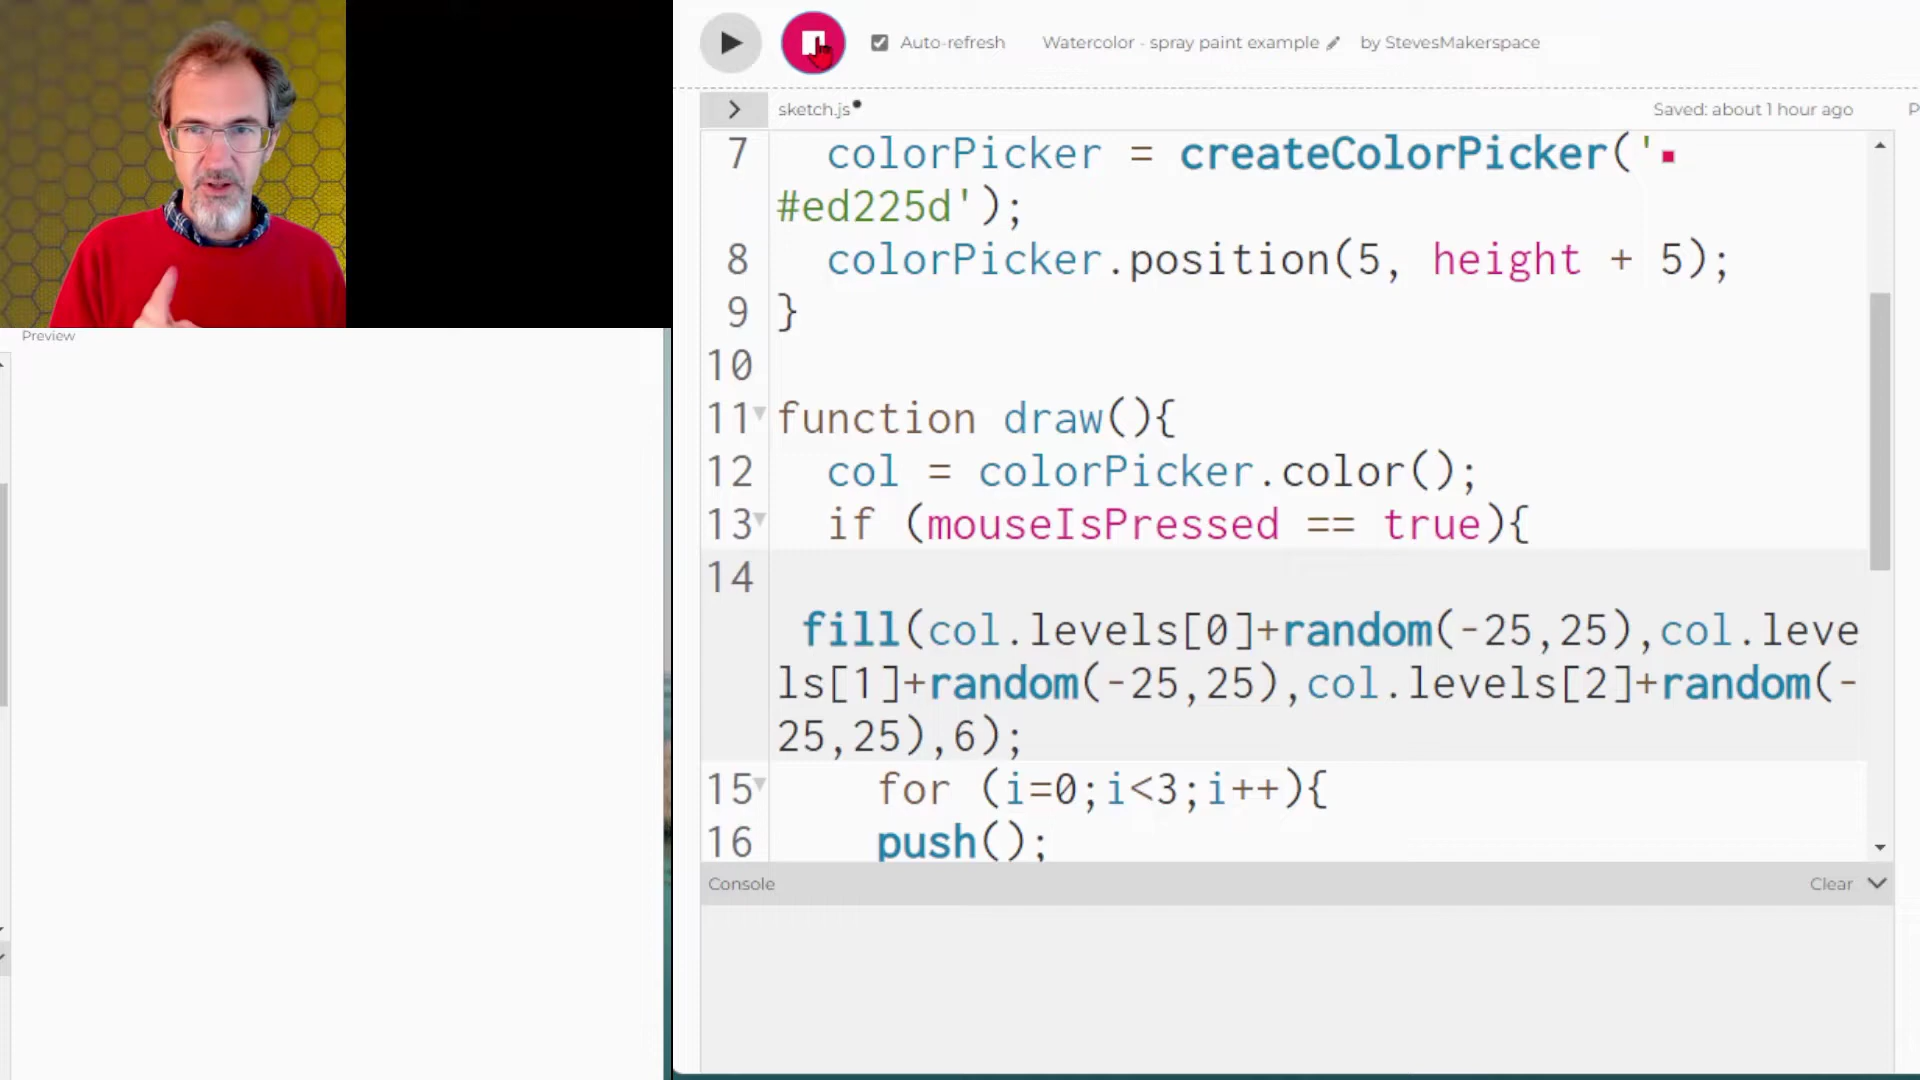 Auto-refresh Watercolor - spray paint example by StevesMakerspace
sketch.js Saved: about 1 hour ago P
7 colorPicker = createColorPicker('
#ed225d');
8 colorPicker.position(5, height + 5);
9 }
10
11 function draw(){
12 col = colorPicker.color();
13 if (mouseIsPressed == true){
14
fill(col.levels[0]+random(-25,25),col.leve
ls[1]+random(-25,25),col.levels[2]+random(-
25,25),6);
15 for (i=0;i<3;i++){
16 push();
Console Clear
Preview